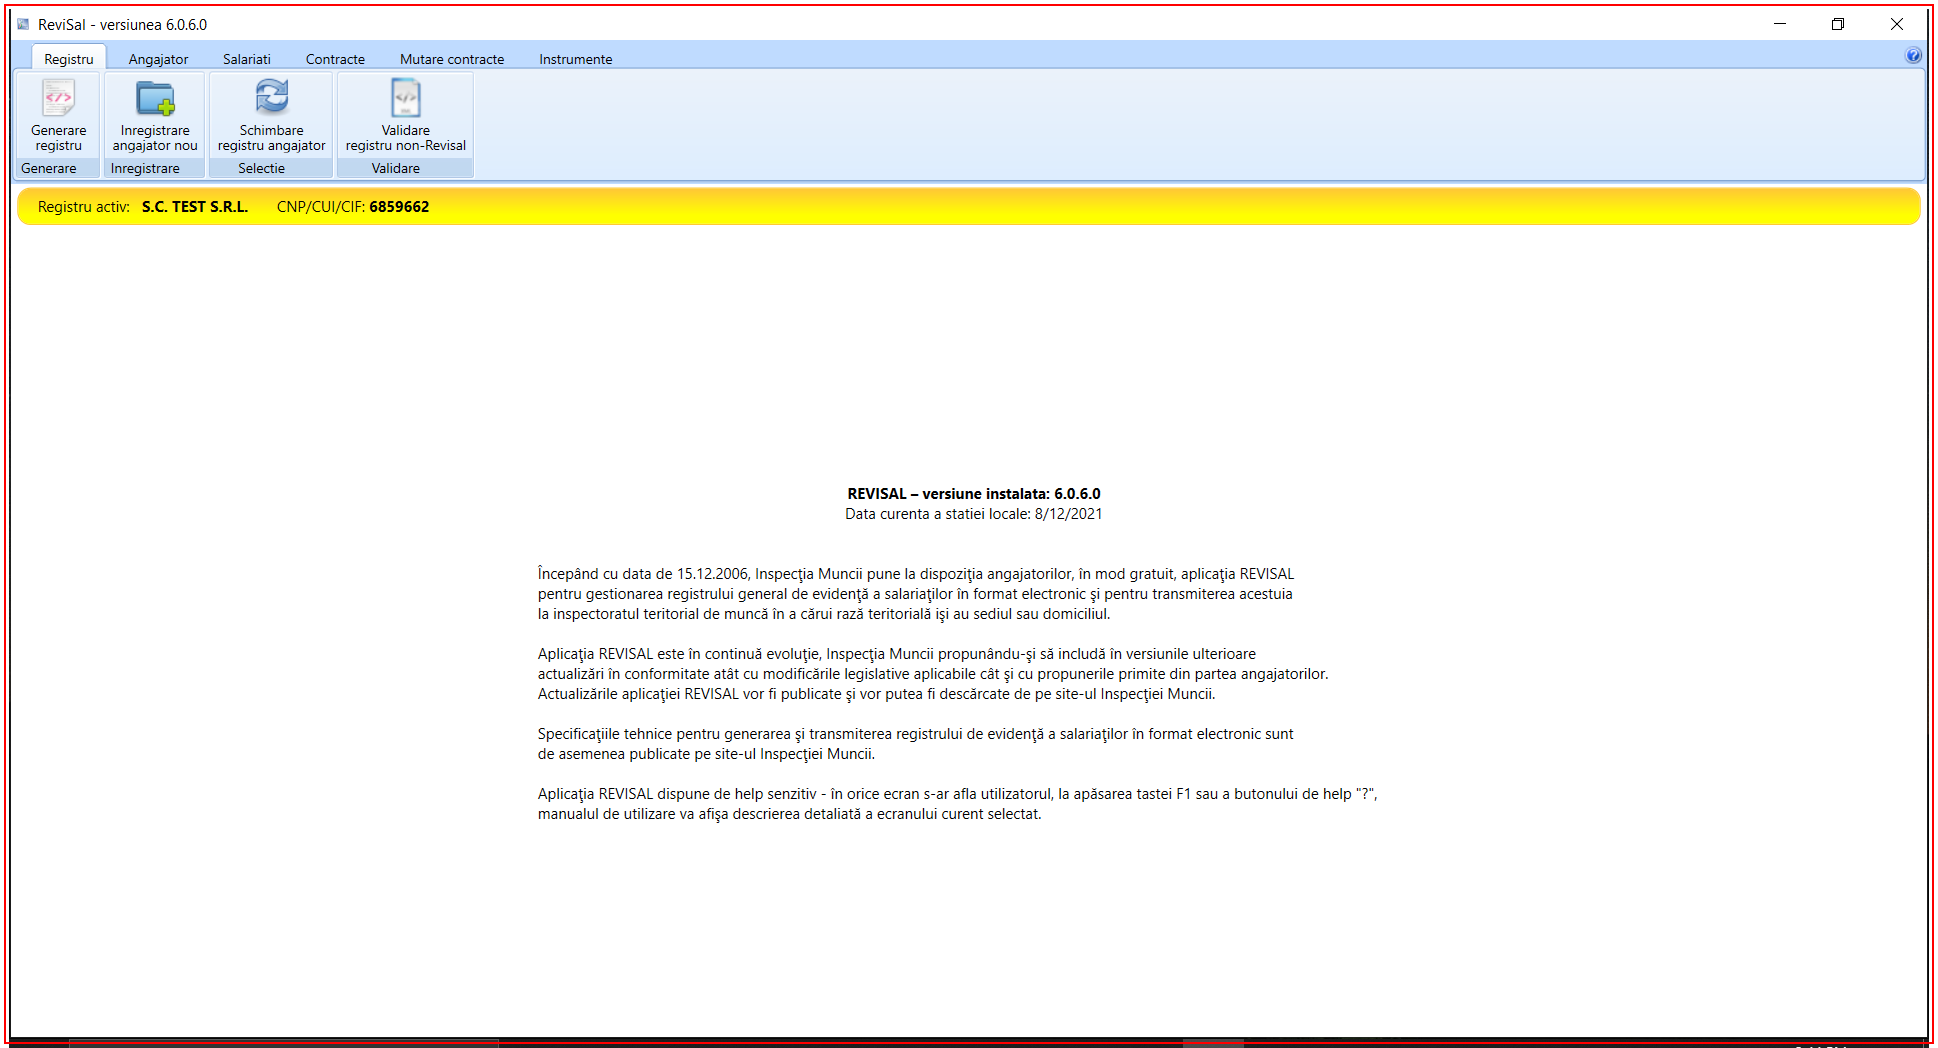 ReviSal - versiunea 6.0.6.0
Registru Angajator Salariati Contracte Mutare contracte Instrumente
Generare registru
Inregistrare angajator nou
Schimbare registru angajator
Validare registru non-Revisal
Generare Inregistrare Selectie Validare
Registru activ: S.C. TEST S.R.L. CNP/CUI/CIF: 6859662
REVISAL – versiune instalata: 6.0.6.0
Data curenta a statiei locale: 8/12/2021
Începând cu data de 15.12.2006, Inspecţia Muncii pune la dispoziţia angajatorilor, în mod gratuit, aplicaţia REVISAL
pentru gestionarea registrului general de evidenţă a salariaţilor în format electronic şi pentru transmiterea acestuia
la inspectoratul teritorial de muncă în a cărui rază teritorială işi au sediul sau domiciliul.
Aplicaţia REVISAL este în continuă evoluţie, Inspecţia Muncii propunându-şi să includă în versiunile ulterioare
actualizări în conformitate atât cu modificările legislative aplicabile cât şi cu propunerile primite din partea angajatorilor.
Actualizările aplicaţiei REVISAL vor fi publicate şi vor putea fi descărcate de pe site-ul Inspecţiei Muncii.
Specificaţiile tehnice pentru generarea şi transmiterea registrului de evidenţă a salariaţilor în format electronic sunt
de asemenea publicate pe site-ul Inspecţiei Muncii.
Aplicaţia REVISAL dispune de help senzitiv - în orice ecran s-ar afla utilizatorul, la apăsarea tastei F1 sau a butonului de help "?",
manualul de utilizare va afişa descrierea detaliată a ecranului curent selectat.